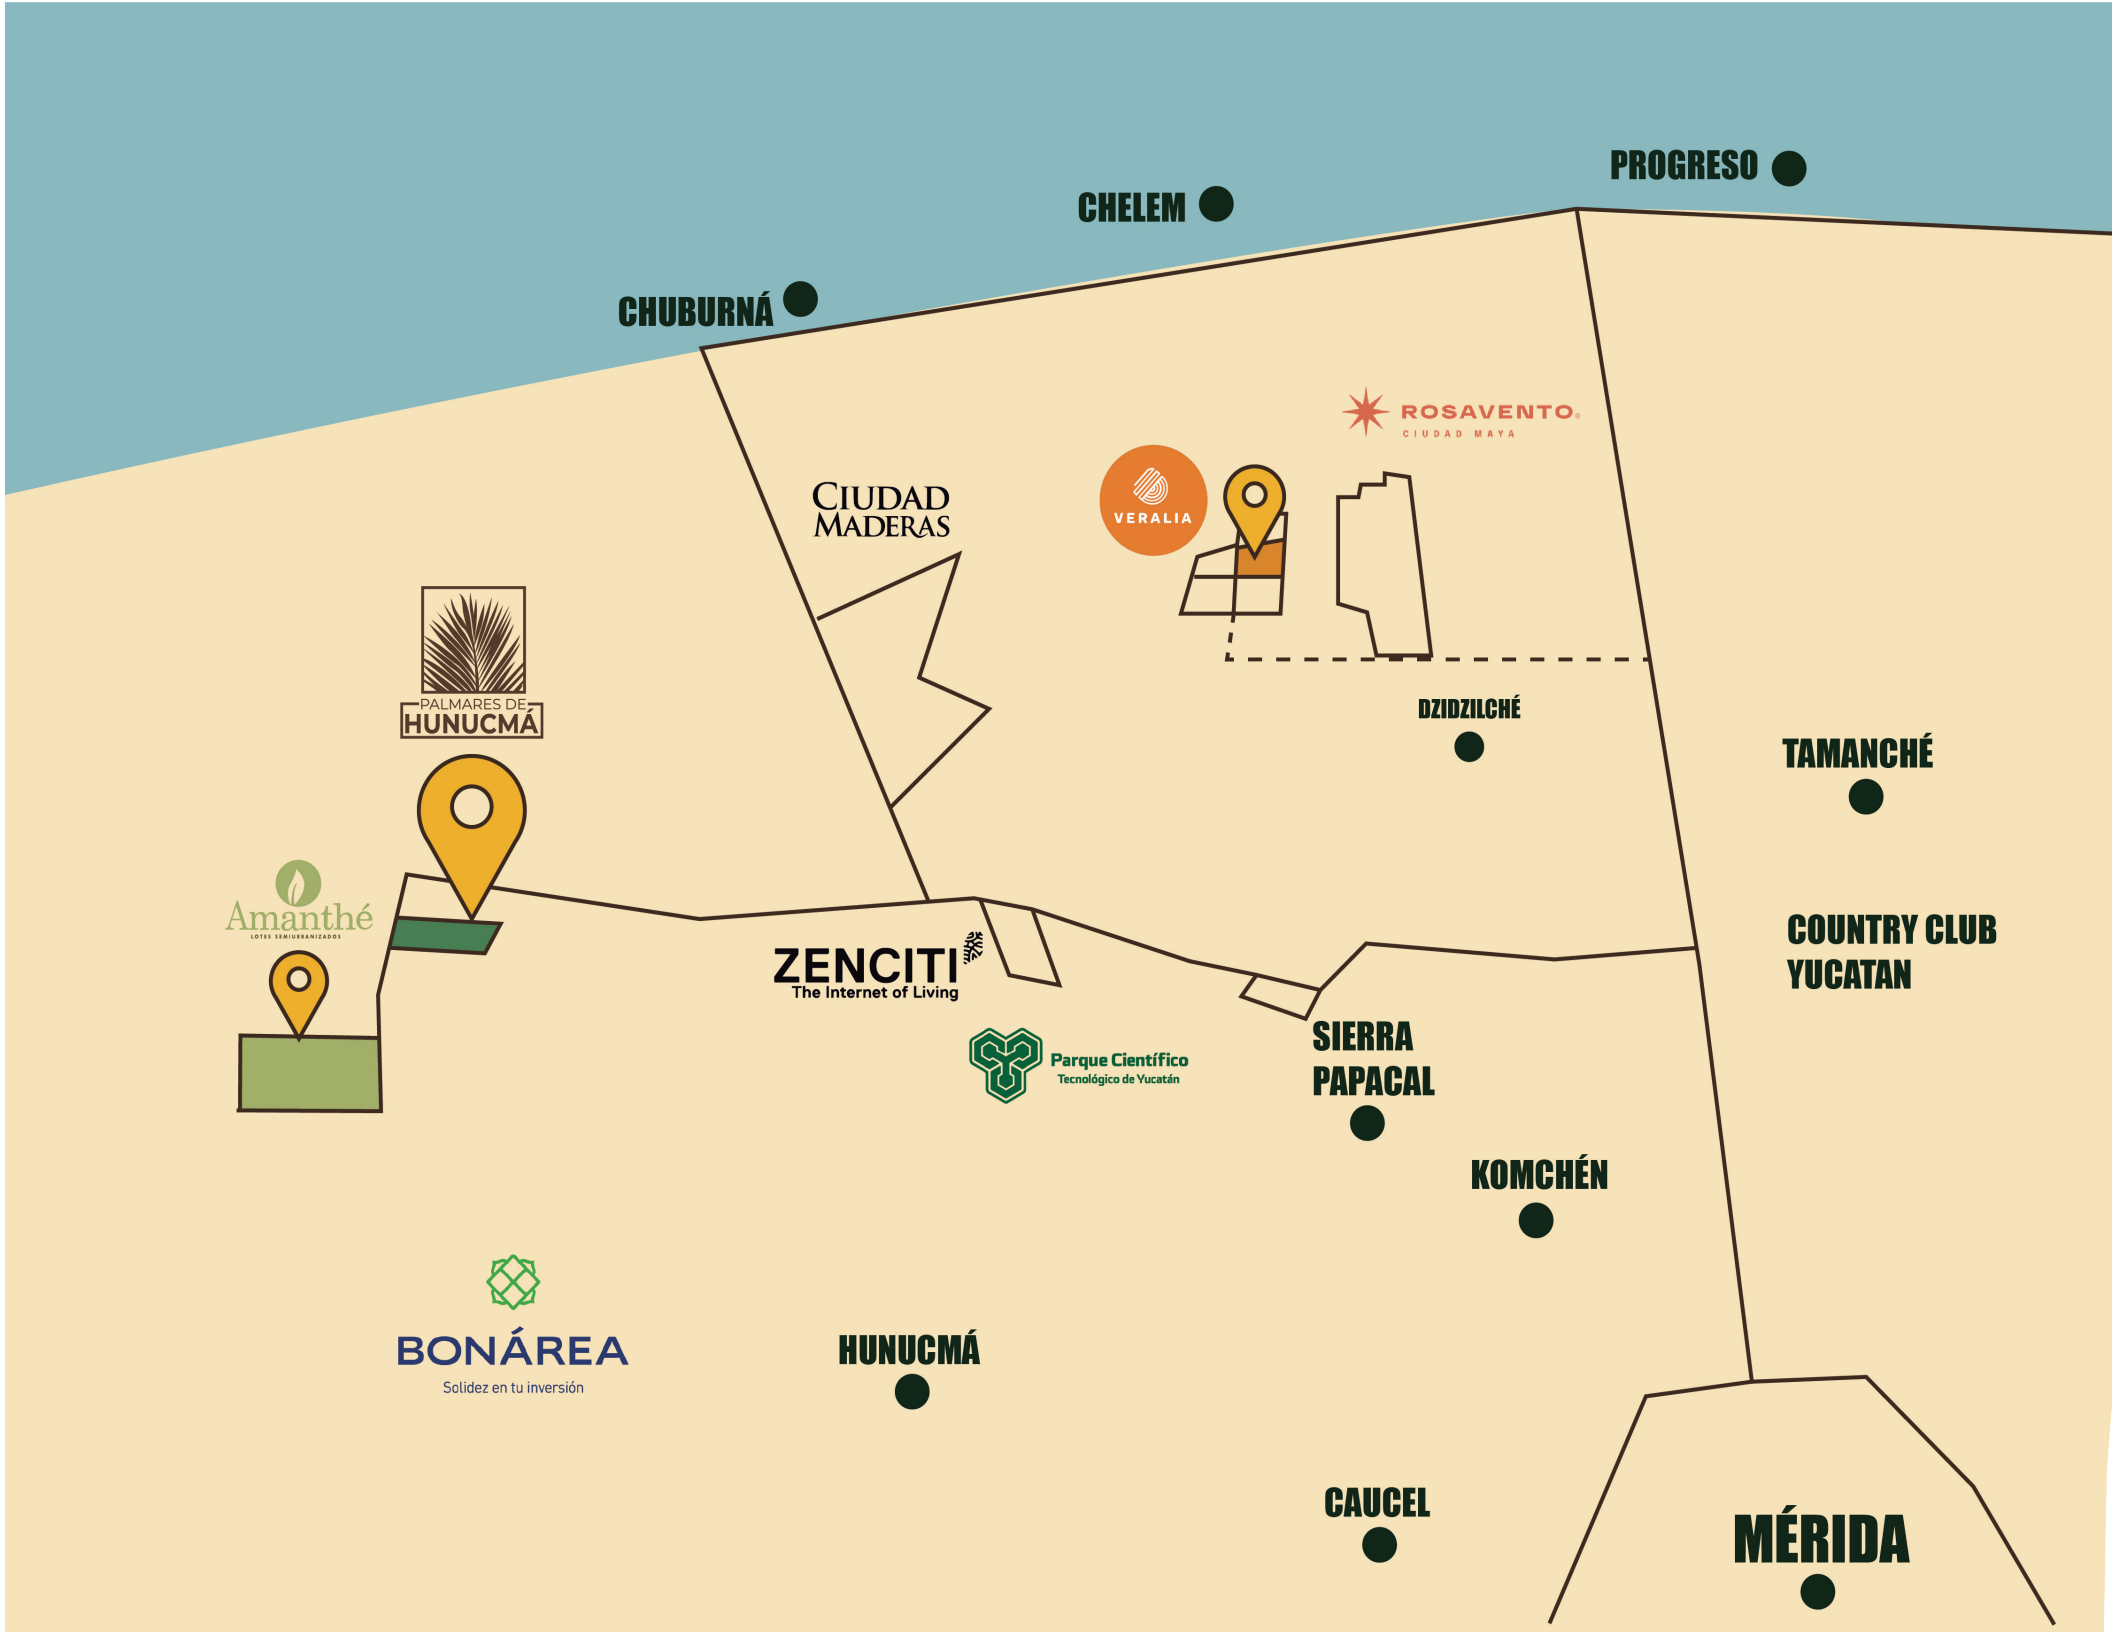 PROGRESO
CHELEM
CHUBURNÁ
ROSAVENTO®
CIUDAD MAYA
CIUDAD
MADERAS
VERALIA
PALMARES DE
HUNUCMÁ
DZIDZILCHÉ
TAMANCHÉ
Amanthé
LOTES SEMIURBANIZADOS
COUNTRY CLUB
YUCATAN
ZENCITI
The Internet of Living
SIERRA
PAPACAL
Parque Científico
Tecnológico de Yucatán
KOMCHÉN
BONÁREA
Solidez en tu inversión
HUNUCMÁ
CAUCEL
MÉRIDA